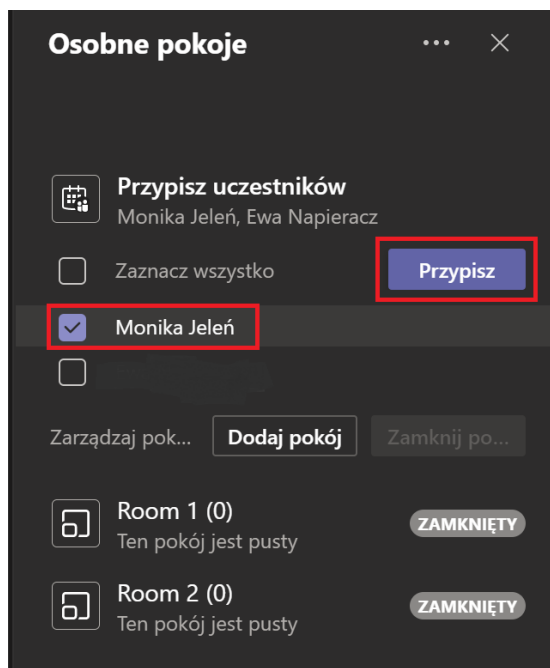 Osobne pokoje
Przypisz uczestników
Monika Jeleń, Ewa Napieracz
Zaznacz wszystko
Przypisz
Monika Jeleń
Zarządzaj pok...
Dodaj pokój
Zamknij po...
Room 1 (0)
Ten pokój jest pusty
ZAMKNIĘTY
Room 2 (0)
Ten pokój jest pusty
ZAMKNIĘTY